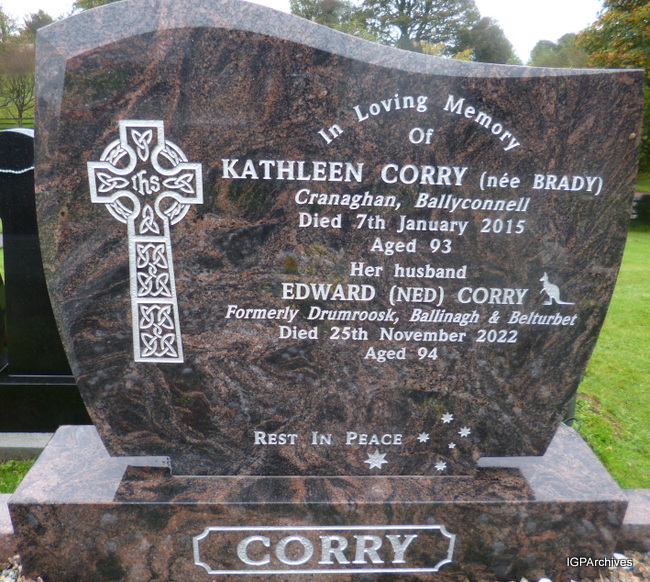 In Loving Memory
Of
KATHLEEN CORRY (née BRADY)
Cranaghan, Ballyconnell
Died 7th January 2015
Aged 93
Her husband
EDWARD (NED) CORRY
Formerly Drumroosk, Ballinagh & Belturbet
Died 25th November 2022
Aged 94
ihs
REST IN PEACE
CORRY
IGPArchives